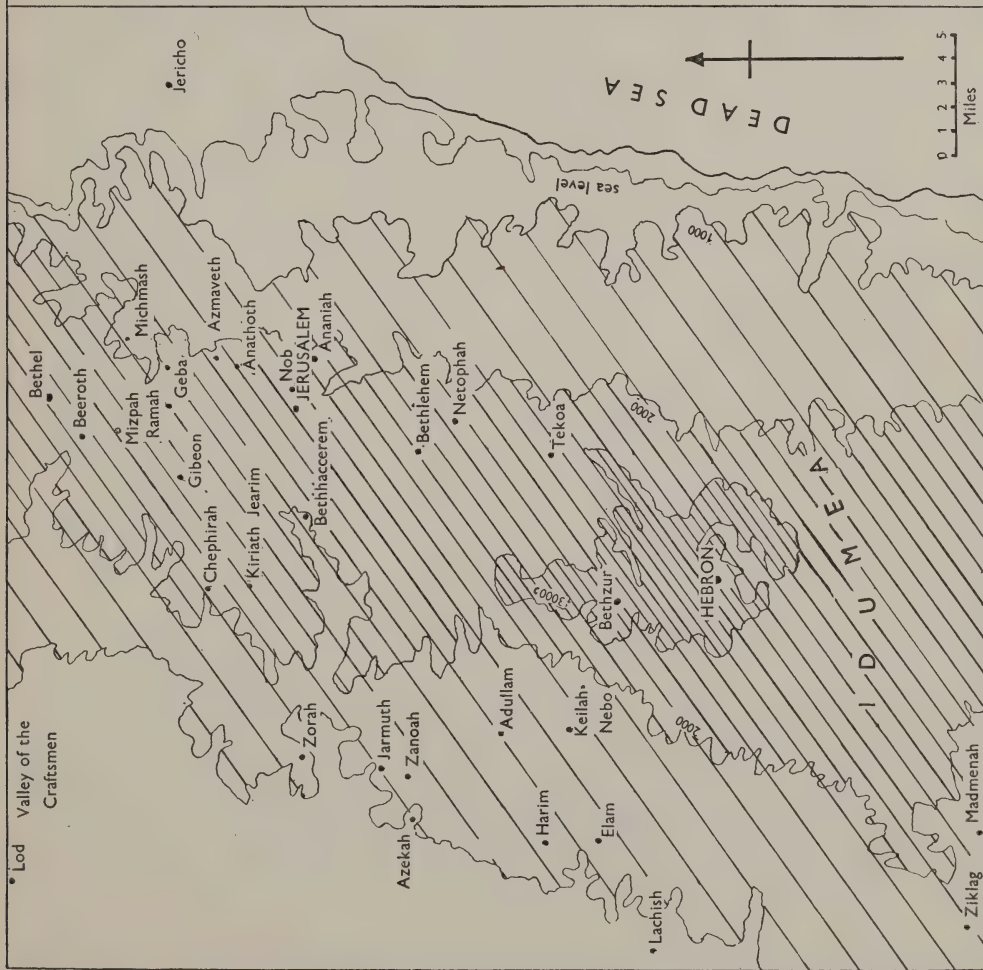 Lod
Valley of the
Craftsmen
Bethel
Beeroth
Michmash
Mizpah
Ramah
Geba
Jericho
Gibeon
Azmaveth
Chephirah
Anathoth
Kiriath Jearim
Nob
JERUSALEM
Ananiah
Bethhaccerem
Zorah
Jarmuth
Zanoah
Azekah
Bethlehem
Netophah
Adullam
Tekoa
Harim
Keilah
Nebo
Elam
Lachish
Bethzur
HEBRON
3000
2000
2000
1000
sea level
DEAD SEA
IDUMEA
Ziklag
Madmenah
0 1 2 3 4 5
Miles